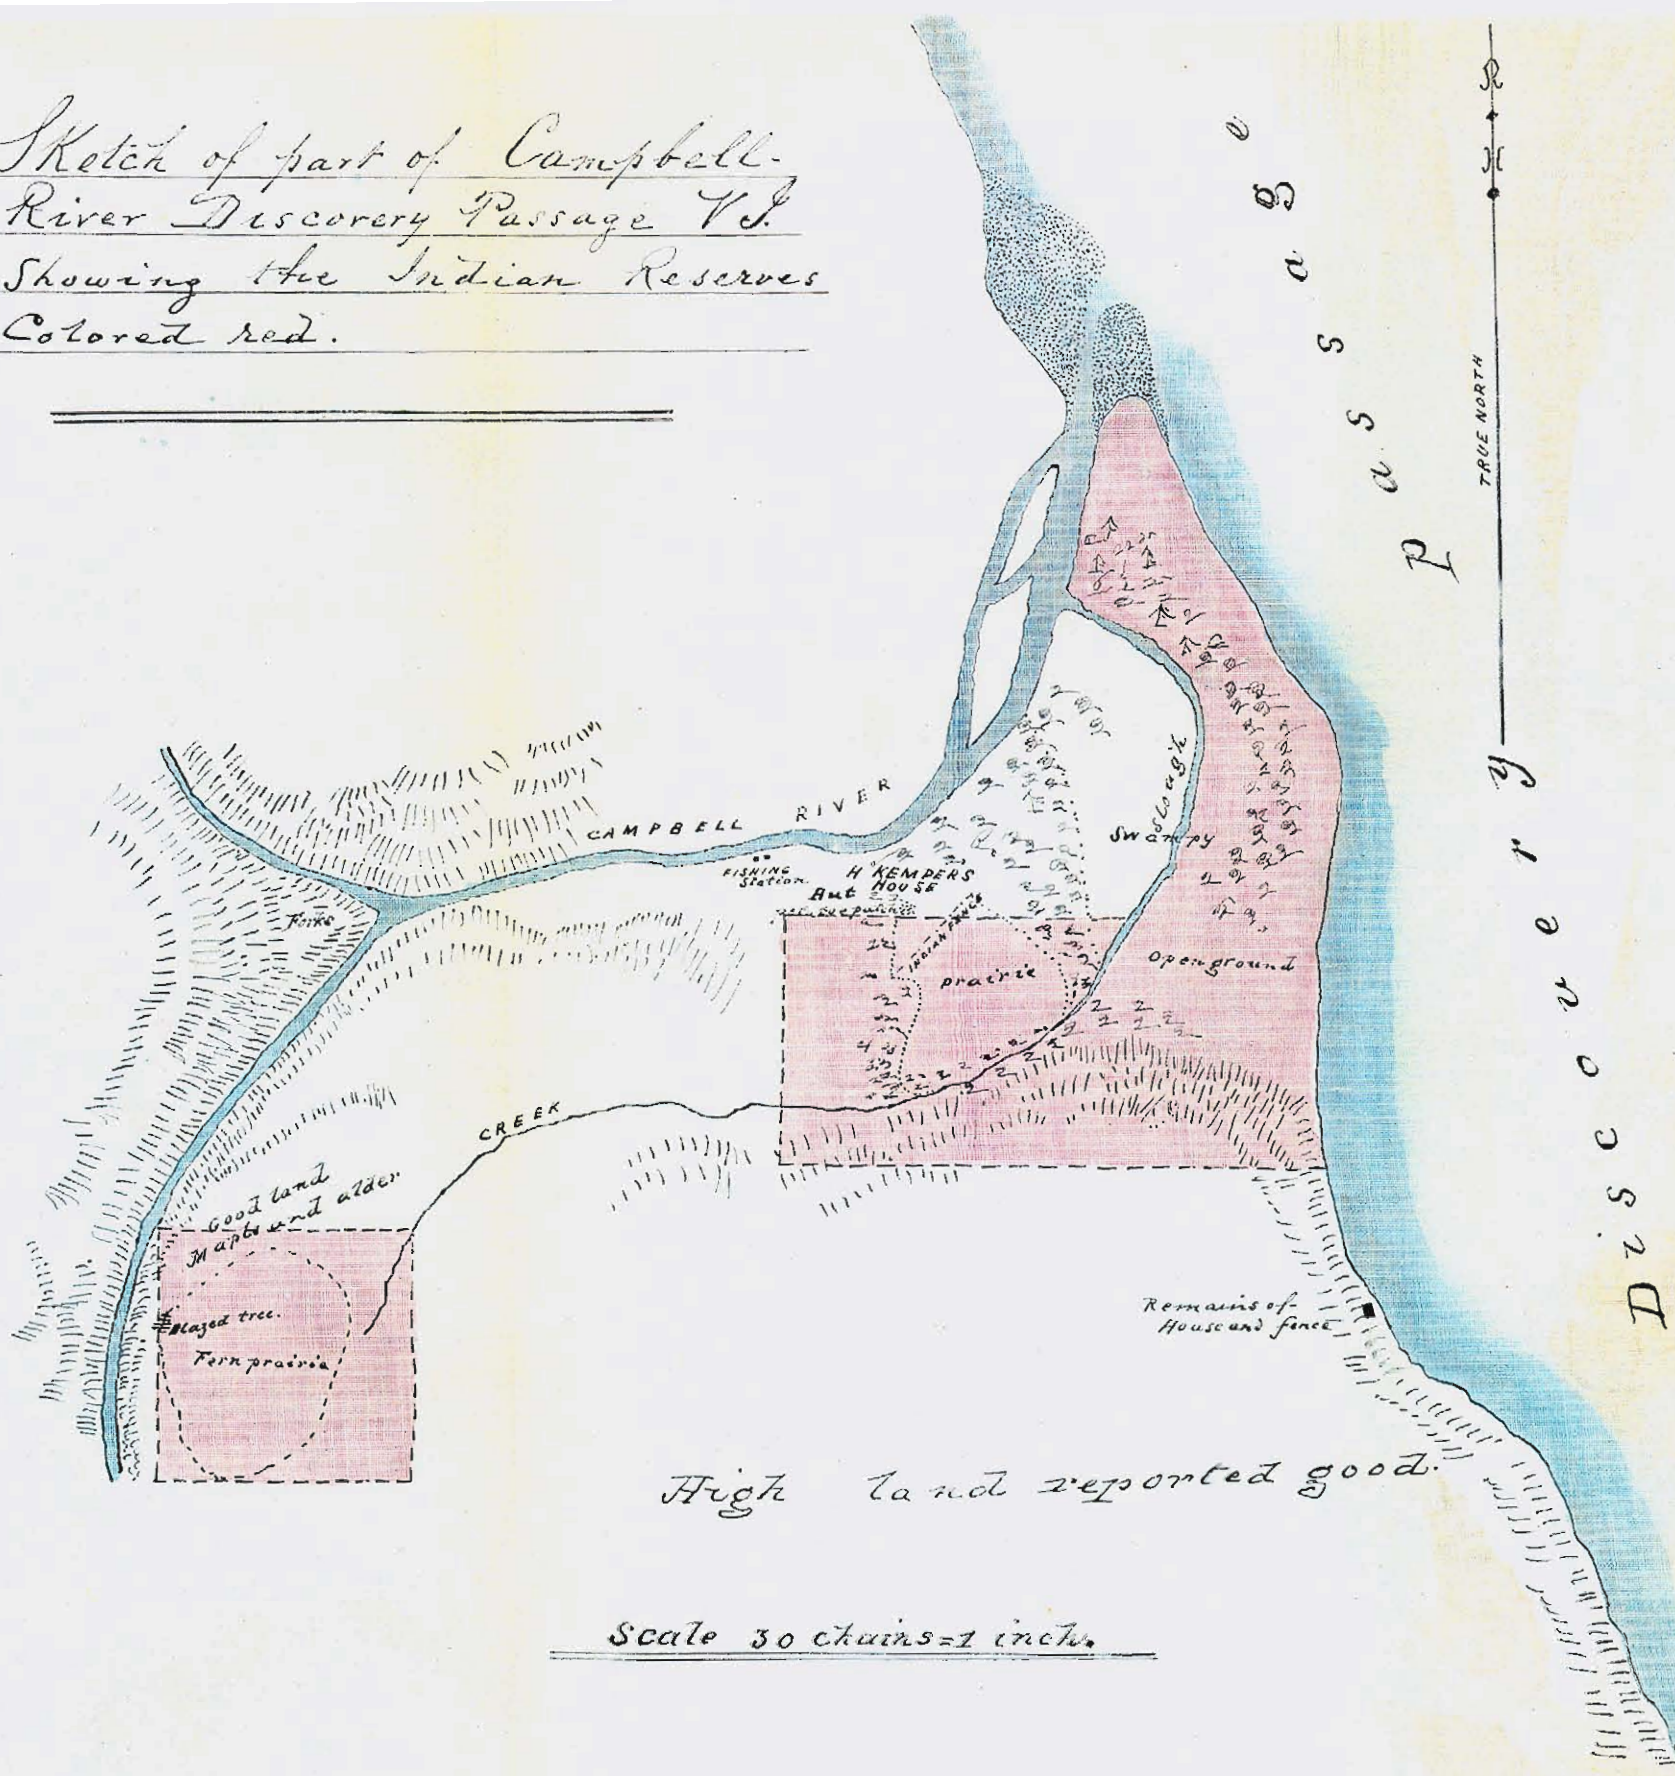 Sketch of part of Campbell-
River Discovery Passage V.I.
Showing the Indian Reserves
Colored red.
Discovery Passage
TRUE NORTH
CAMPBELL RIVER
FISHING
Station
H KEMPERS
HOUSE
Hut
Swampy
Slough
Forks
INDIAN FENCE
prairie
Open ground
CREEK
Good land
Maple and alder
Blazed tree.
Fern prairie
Remains of-
House and fence
High land reported good.
Scale 30 chains=1 inch.